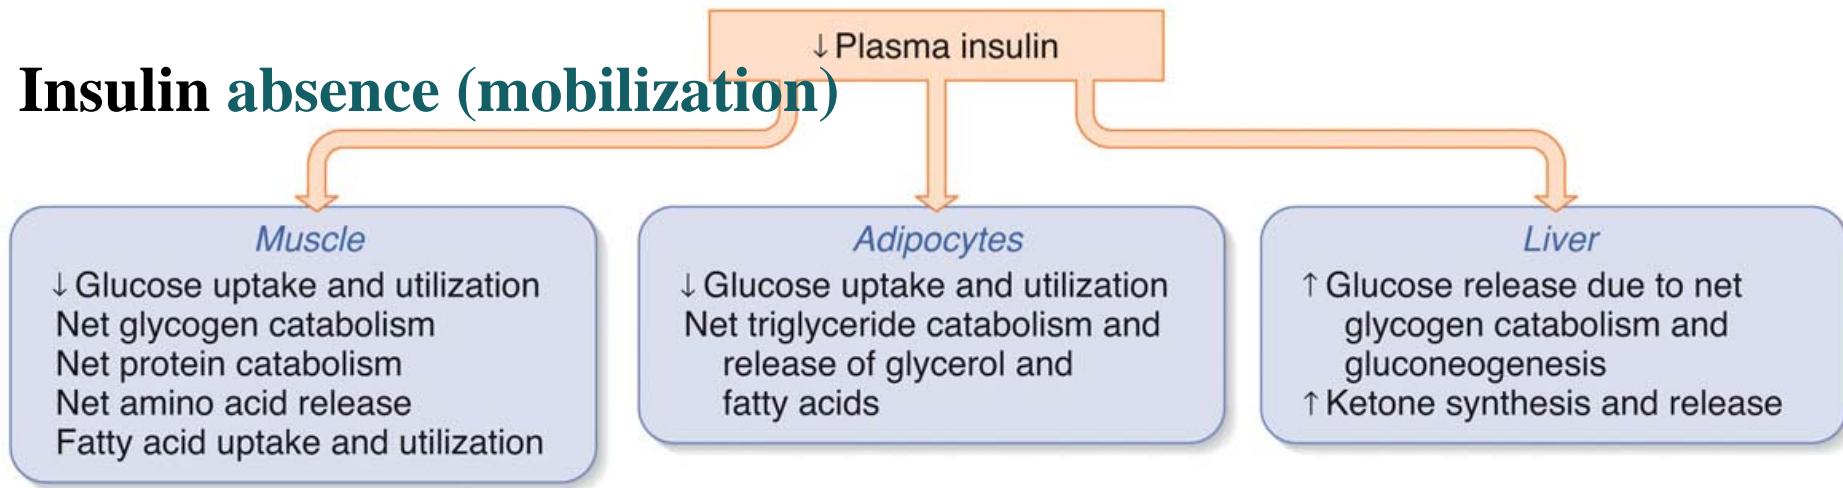 ↓ Plasma insulin
Insulin absence (mobilization)
Muscle
↓ Glucose uptake and utilization
Net glycogen catabolism
Net protein catabolism
Net amino acid release
Fatty acid uptake and utilization
Adipocytes
↓ Glucose uptake and utilization
Net triglyceride catabolism and
release of glycerol and
fatty acids
Liver
↑ Glucose release due to net
glycogen catabolism and
gluconeogenesis
↑ Ketone synthesis and release